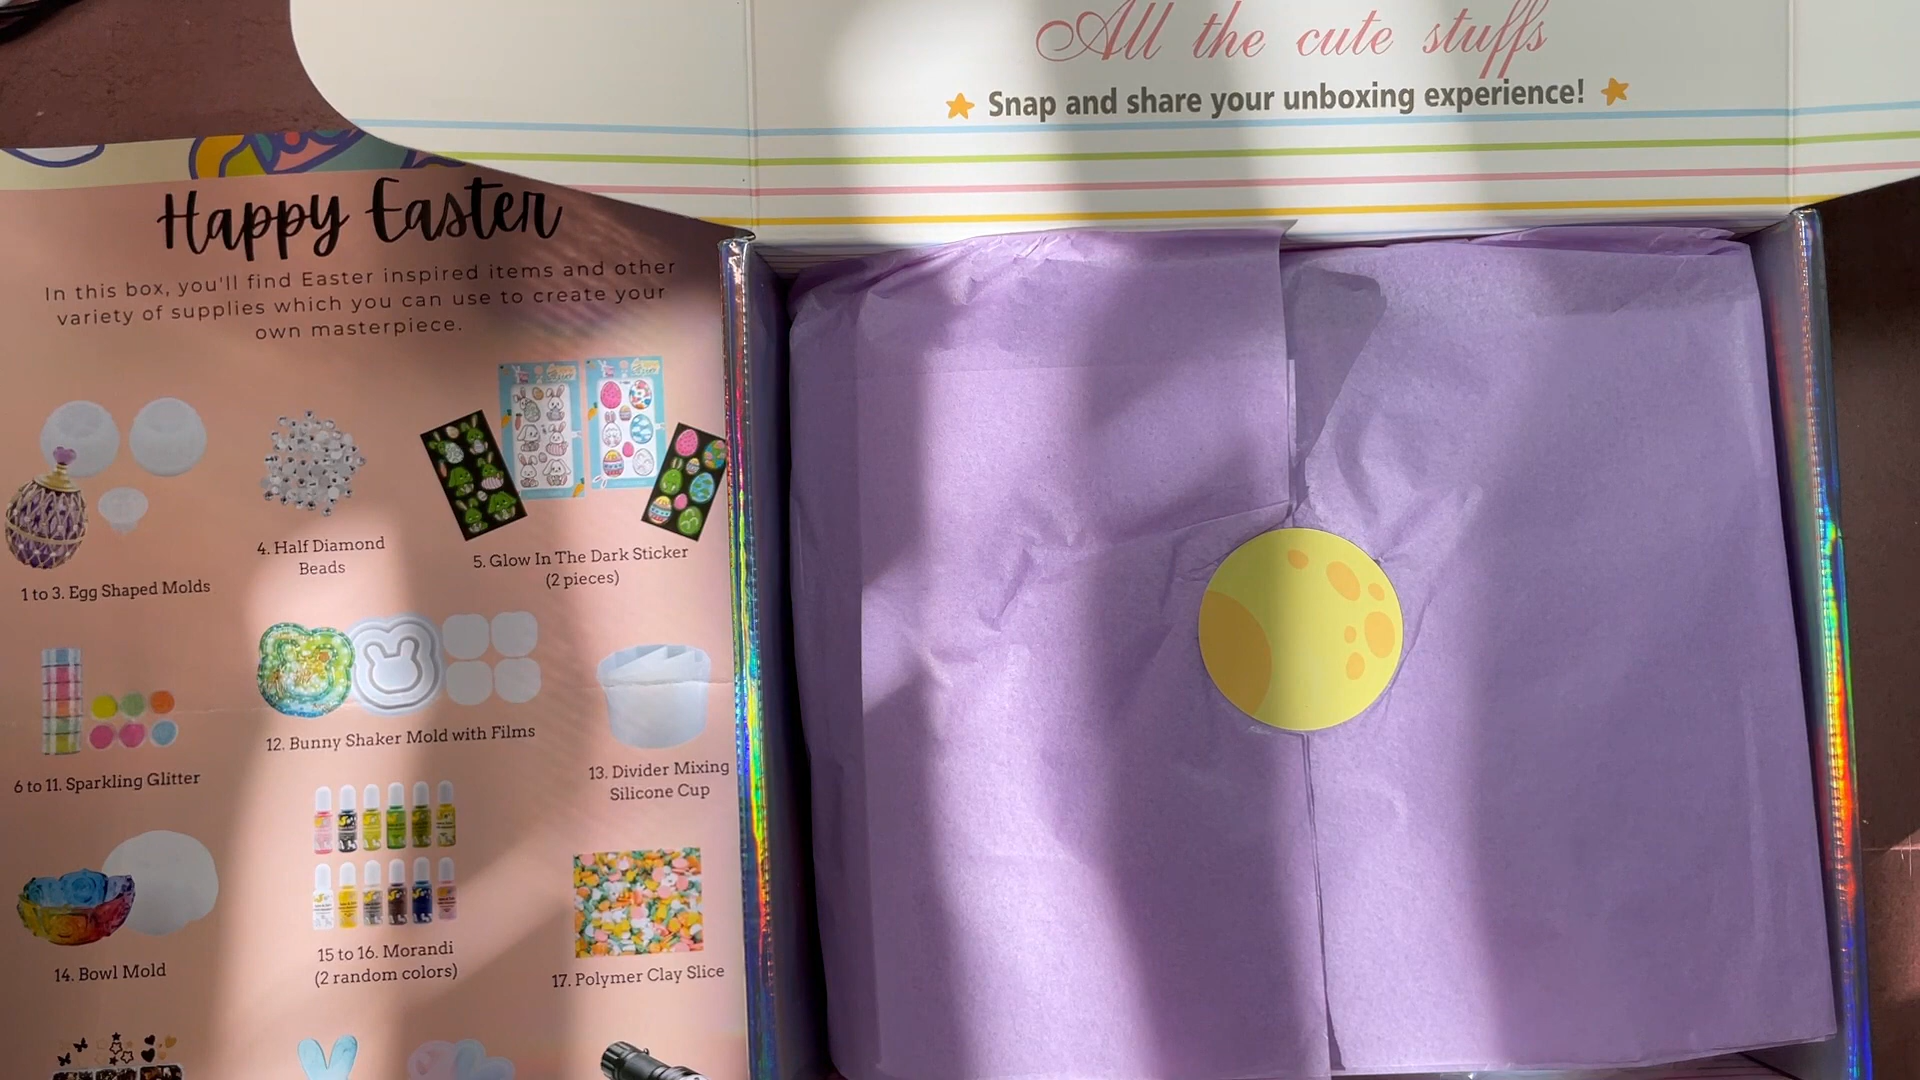 All the cute stuffs
Snap and share your unboxing experience!
Happy Easter
In this box, you'll find Easter inspired items and other
variety of supplies which you can use to create your
own masterpiece.
1 to 3. Egg Shaped Molds
4. Half Diamond
Beads
5. Glow In The Dark Sticker
(2 pieces)
6 to 11. Sparkling Glitter
12. Bunny Shaker Mold with Films
13. Divider Mixing
Silicone Cup
14. Bowl Mold
15 to 16. Morandi
(2 random colors)
17. Polymer Clay Slice